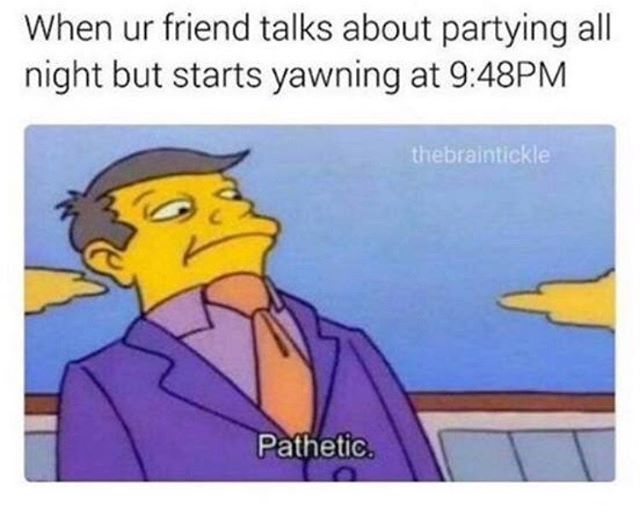 When ur friend talks about partying all
night but starts yawning at 9:48PM
thebraintickle
Pathetic.